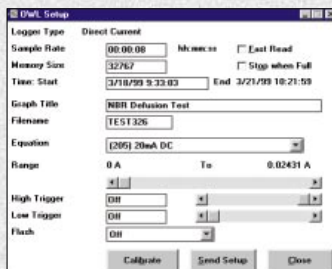 OWL Setup
Logger Type Direct Current
Sample Rate 00:00:08 hh:mm:ss Fast Read
Memory Size 32767 Stop when Full
Time: Start 3/18/99 9:33:03 End 3/21/99 10:21:59
Graph Title NBR Defusion Test
Filename TEST326
Equation (205) 20mA DC
Range 0 A To 0.02431 A
High Trigger Off
Low Trigger Off
Flash Off
Calibrate Send Setup Close